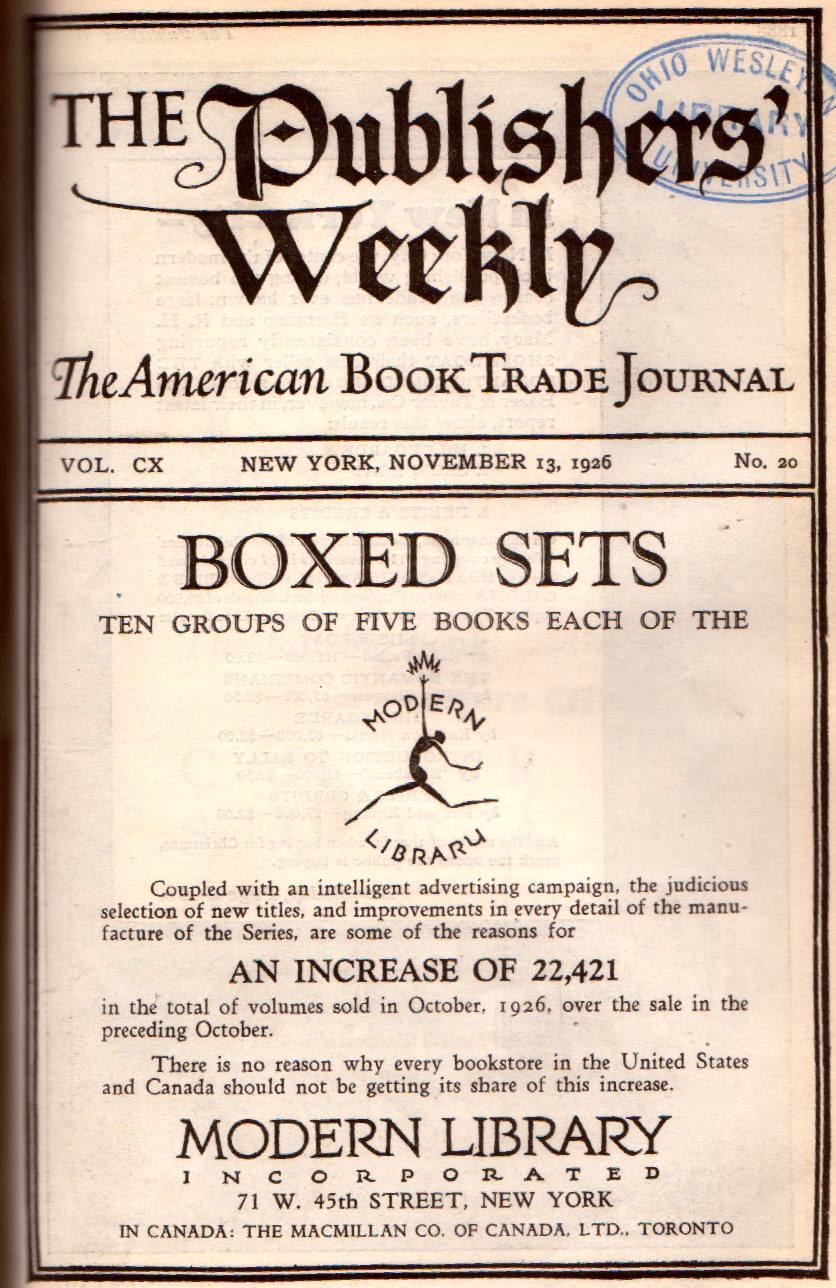 THE Publishers'
Weekly
The American BOOK TRADE JOURNAL
OHIO WESLEYAN
LIBRARY
UNIVERSITY
VOL. CX NEW YORK, NOVEMBER 13, 1926 No. 20
BOXED SETS
TEN GROUPS OF FIVE BOOKS EACH OF THE
MODERN
LIBRARY
Coupled with an intelligent advertising campaign, the judicious
selection of new titles, and improvements in every detail of the manu-
facture of the Series, are some of the reasons for
AN INCREASE OF 22,421
in the total of volumes sold in October, 1926, over the sale in the
preceding October.
There is no reason why every bookstore in the United States
and Canada should not be getting its share of this increase.
MODERN LIBRARY
INCORPORATED
71 W. 45th STREET, NEW YORK
IN CANADA: THE MACMILLAN CO. OF CANADA, LTD., TORONTO